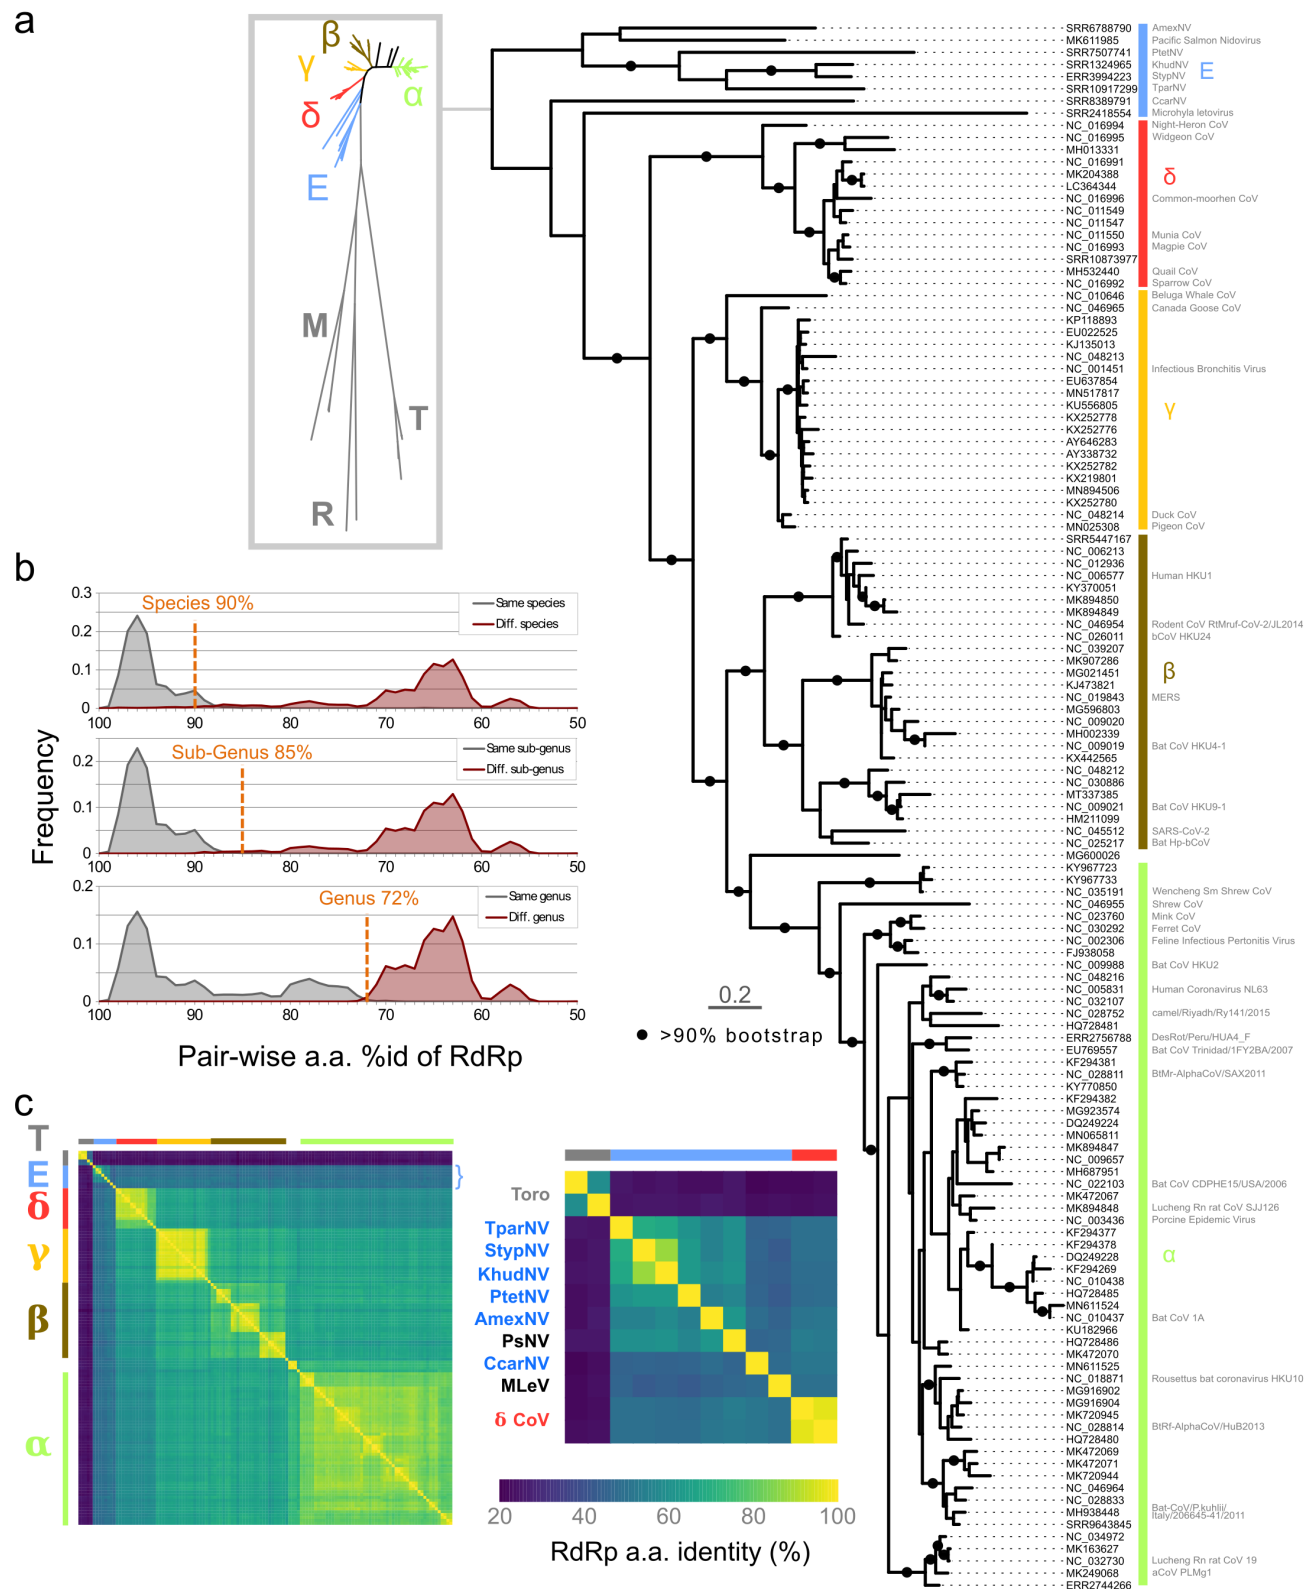 a
β
γ
α
δ
E
M
T
R
SRR6788790 AmexNV
MK611985 Pacific Salmon Nidovirus
SRR7507741 PtetNV
SRR1324965 KhudNV
ERR3994223 StypNV
SRR10917299 TparNV
SRR8389791 CcarNV
SRR2418554 Microhyla letovirus
E
NC_016994 Night-Heron CoV
NC_016995 Widgeon CoV
MH013331
NC_016991
MK204388
LC364344
NC_016996 Common-moorhen CoV
NC_011549
NC_011547
NC_011550 Munia CoV
NC_016993 Magpie CoV
SRR10873977
MH532440 Quail CoV
NC_016992 Sparrow CoV
δ
NC_010646 Beluga Whale CoV
NC_046965 Canada Goose CoV
KP118893
EU022525
KJ135013
NC_048213
NC_001451 Infectious Bronchitis Virus
EU637854
MN517817
KU556805
KX252778
KX252776
AY646283
AY338732
KX252782
KX219801
MN894506
KX252780
NC_048214 Duck CoV
MN025308 Pigeon CoV
γ
SRR5447167
NC_006213
NC_012936
NC_006577 Human HKU1
KY370051
MK894850
MK894849
NC_046954 Rodent CoV RtMruf-CoV-2/JL2014
NC_026011 bCoV HKU24
NC_039207
MK907286
MG021451
KJ473821
NC_019843 MERS
MG596803
NC_009020
MH002339
NC_009019 Bat CoV HKU4-1
KX442565
NC_048212
NC_030886
MT337385
NC_009021 Bat CoV HKU9-1
HM211099
NC_045512 SARS-CoV-2
NC_025217 Bat Hp-bCoV
β
MG600026
KY967723
KY967733
NC_035191 Wencheng Sm Shrew CoV
NC_046955 Shrew CoV
NC_023760 Mink CoV
NC_030292 Ferret CoV
NC_002306 Feline Infectious Pertonitis Virus
FJ938058
NC_009988 Bat CoV HKU2
NC_048216
NC_005831 Human Coronavirus NL63
NC_032107
NC_028752 camel/Riyadh/Ry141/2015
HQ728481
ERR2756788 DesRot/Peru/HUA4_F
EU769557 Bat CoV Trinidad/1FY2BA/2007
KF294381
NC_028811 BtMr-AlphaCoV/SAX2011
KY770850
KF294382
MG923574
DQ249224
MN065811
MK894847
NC_009657
MH687951
NC_022103 Bat CoV CDPHE15/USA/2006
MK472067
MK894848 Lucheng Rn rat CoV SJJ126
NC_003436 Porcine Epidemic Virus
KF294377
KF294378
DQ249228
KF294269
NC_010438
HQ728485
MN611524
NC_010437 Bat CoV 1A
KU182966
HQ728486
MK472070
MN611525
NC_018871 Rousettus bat coronavirus HKU10
MG916902
MG916904
MK720945
NC_028814 BtRf-AlphaCoV/HuB2013
HQ728480
MK472069
MK472071
MK720944
NC_046964
NC_028833
MH938448 Bat-CoV/P.kuhlii/
Italy/206645-41/2011
SRR9643845
NC_034972
MK163627
NC_032730 Lucheng Rn rat CoV 19
MK249068 aCoV PLMg1
ERR2744266
α
0.2
>90% bootstrap
b
Frequency
0.3
0.2
0.1
0
Species 90%
Same species
Diff. species
100 90 80 70 60 50
0.2
0.1
0
Sub-Genus 85%
Same sub-genus
Diff. sub-genus
100 90 80 70 60 50
0.2
0.1
0
Genus 72%
Same genus
Diff. genus
100 90 80 70 60 50
Pair-wise a.a. %id of RdRp
c
T
E
δ
γ
β
α
}
Toro
TparNV
StypNV
KhudNV
PtetNV
AmexNV
PsNV
CcarNV
MLeV
δ CoV
20 40 60 80 100
RdRp a.a. identity (%)